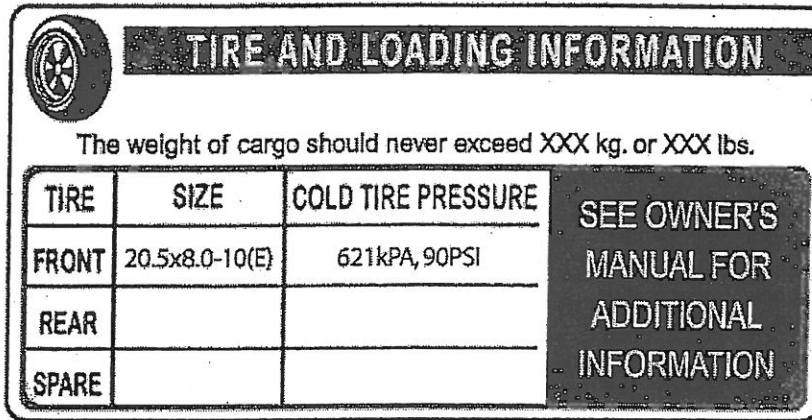 TIRE AND LOADING INFORMATION
The weight of cargo should never exceed XXX kg. or XXX lbs.
TIRE SIZE COLD TIRE PRESSURE
SEE OWNER'S
MANUAL FOR
ADDITIONAL
INFORMATION
FRONT 20.5x8.0-10(E) 621kPA, 90PSI
REAR
SPARE